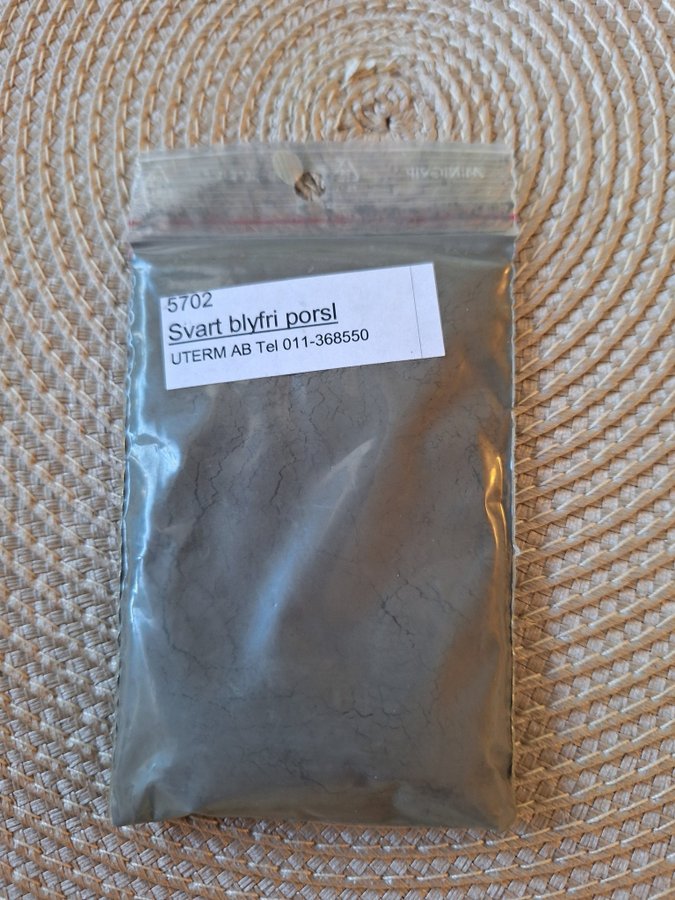 5702
Svart blyfri porsl
UTERM AB Tel 011-368550